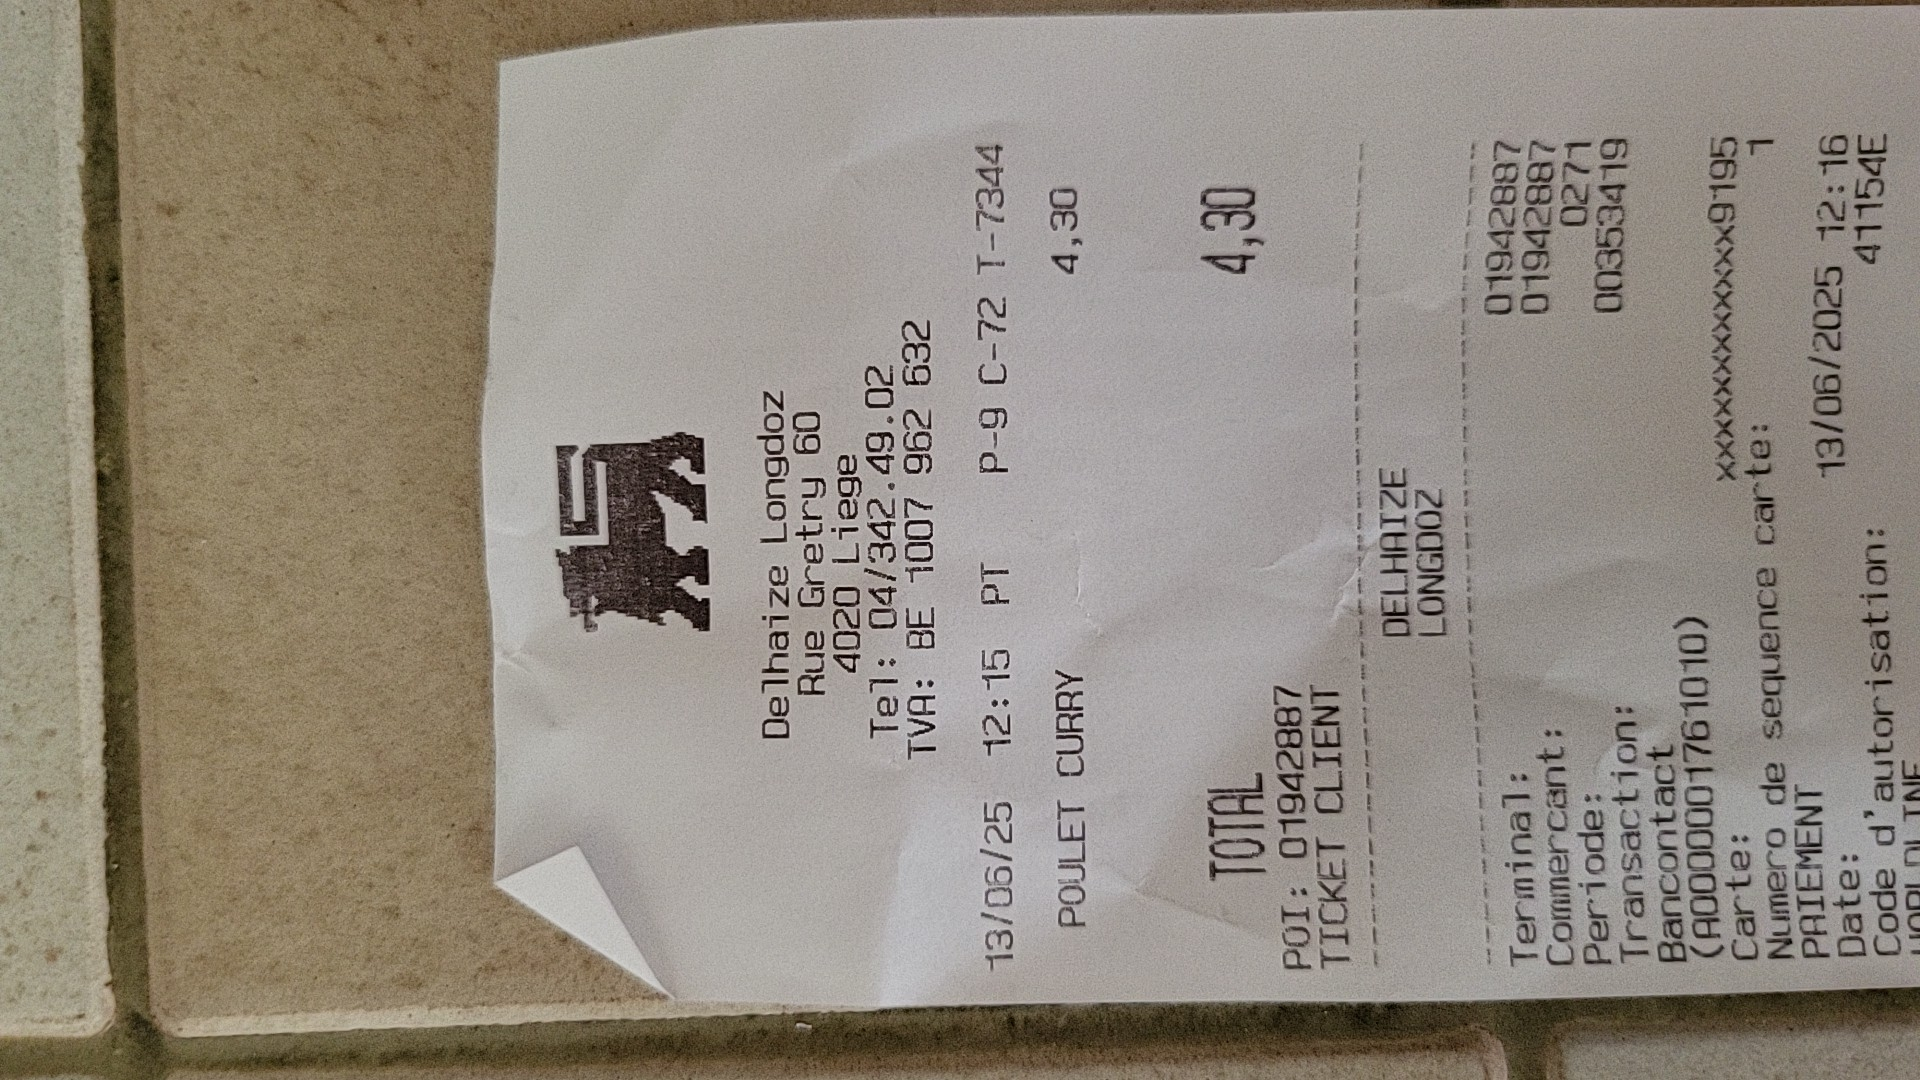 Delhaize Longdoz
Rue Gretry 60
4020 Liege
Tel: 04/342.49.02
TVA: BE 1007 962 632
13/06/25 12:15 PT P-9 C-72 T-7344
POULET CURRY 4,30
TOTAL 4,30
POI: 01942887
TICKET CLIENT
DELHAIZE
LONGDOZ
Terminal: 01942887
Commercant: 01942887
Periode: 0271
Transaction: 00353419
Bancontact
(A0000001761010)
Carte: xxxxxxxxxxxxx9195
Numero de sequence carte: 1
PAIEMENT
Date: 13/06/2025 12:16
Code d'autorisation: 41154E